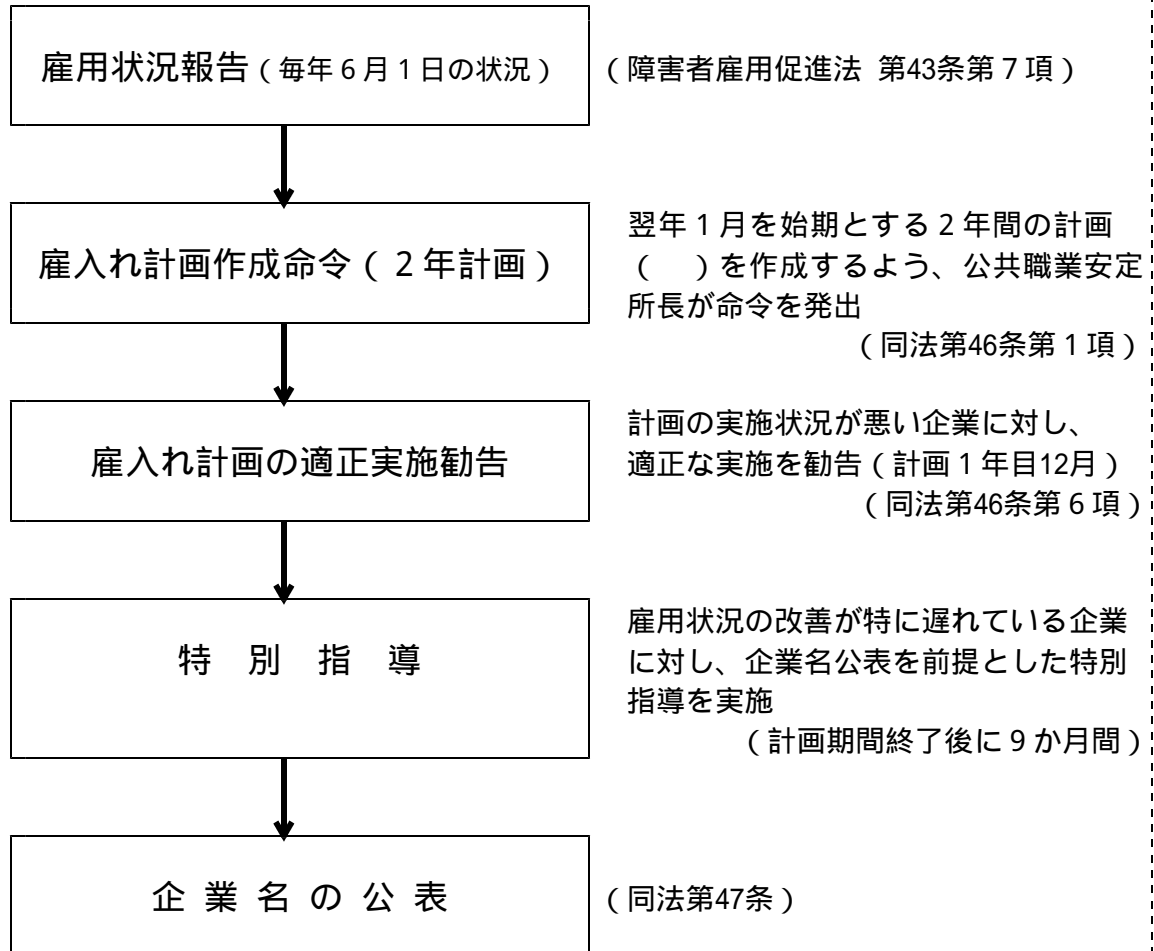 雇用状況報告（毎年６月１日の状況）
（障害者雇用促進法 第43条第７項）
雇入れ計画作成命令（２年計画）
翌年１月を始期とする２年間の計画
（　）を作成するよう、公共職業安定
所長が命令を発出
（同法第46条第１項）
雇入れ計画の適正実施勧告
計画の実施状況が悪い企業に対し、
適正な実施を勧告（計画１年目12月）
（同法第46条第６項）
特　別　指　導
雇用状況の改善が特に遅れている企業
に対し、企業名公表を前提とした特別
指導を実施
（計画期間終了後に９か月間）
企 業 名 の 公 表
（同法第47条）